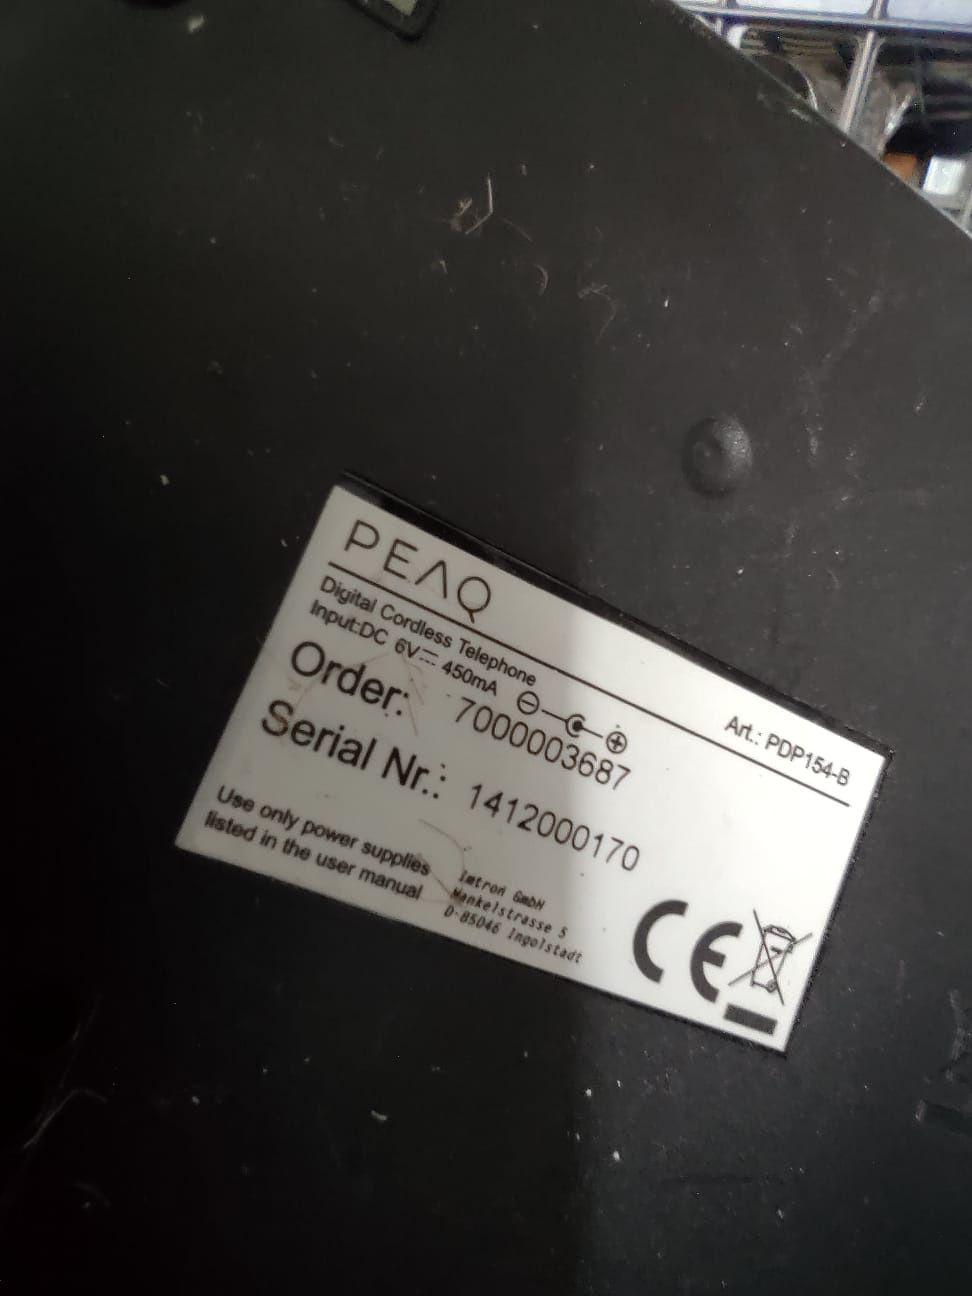 PEAQ
Digital Cordless Telephone
Art.: PDP154-B
Input:DC 6V 450mA
Order: 7000003687
Serial Nr.: 1412000170
Use only power supplies
listed in the user manual
Imtron GmbH
Wankelstrasse 5
D-85046 Ingolstadt
CE